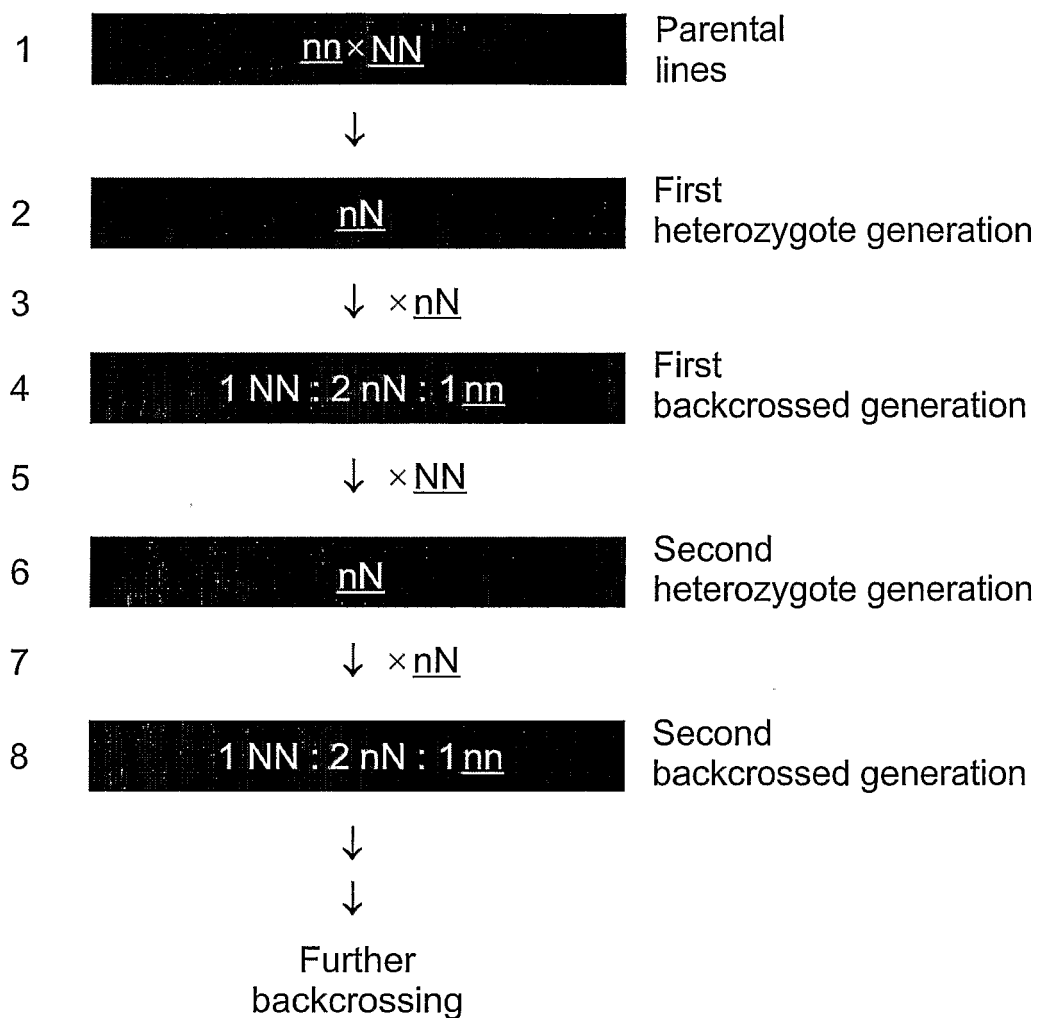 1 nn × NN Parental
lines
↓
2 nN First
heterozygote generation
3 ↓ × nN
4 1 NN : 2 nN : 1 nn First
backcrossed generation
5 ↓ × NN
6 nN Second
heterozygote generation
7 ↓ × nN
8 1 NN : 2 nN : 1 nn Second
backcrossed generation
↓
↓
Further
backcrossing